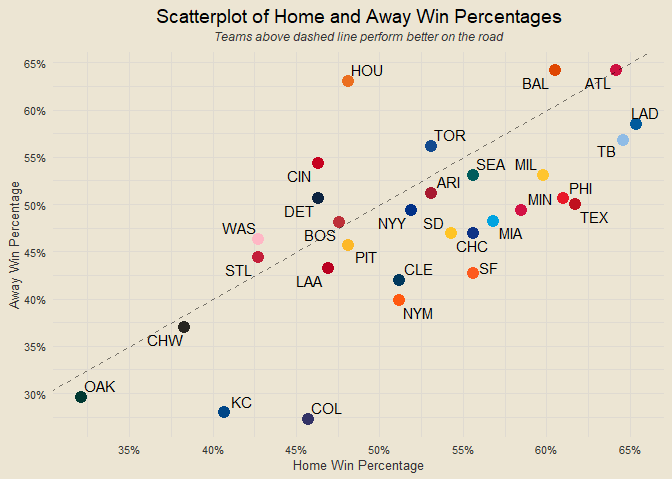 Scatterplot of Home and Away Win Percentages
Teams above dashed line perform better on the road
65%
60%
55%
50%
45%
40%
35%
30%
Away Win Percentage
HOU
BAL
ATL
LAD
TOR
TB
CIN
SEA
MIL
ARI
DET
MIN
PHI
TEX
NYY
SD
WAS
BOS
CHC
MIA
PIT
STL
LAA
CLE
SF
NYM
CHW
OAK
KC
COL
35%
40%
45%
50%
55%
60%
65%
Home Win Percentage